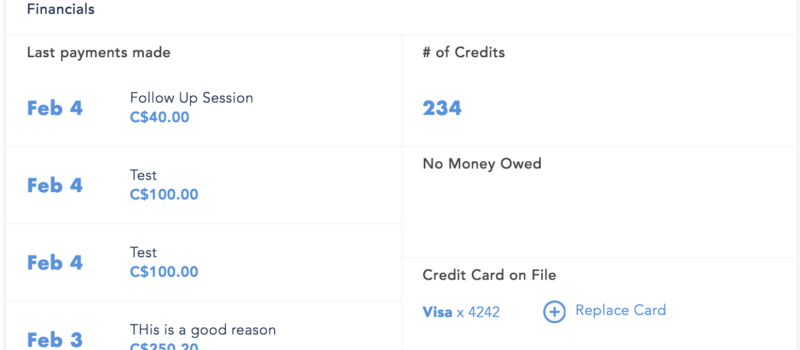 Financials
Last payments made
Feb 4
Follow Up Session
C$40.00
Feb 4
Test
C$100.00
Feb 4
Test
C$100.00
Feb 3
THis is a good reason
C$250.20
# of Credits
234
No Money Owed
Credit Card on File
Visa x 4242
Replace Card